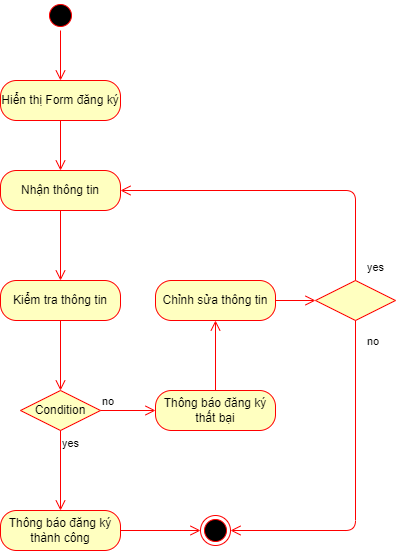 Hiển thị Form đăng ký
Nhận thông tin
yes
Kiểm tra thông tin
Chỉnh sửa thông tin
no
Condition
no
Thông báo đăng ký
thất bại
yes
Thông báo đăng ký
thành công